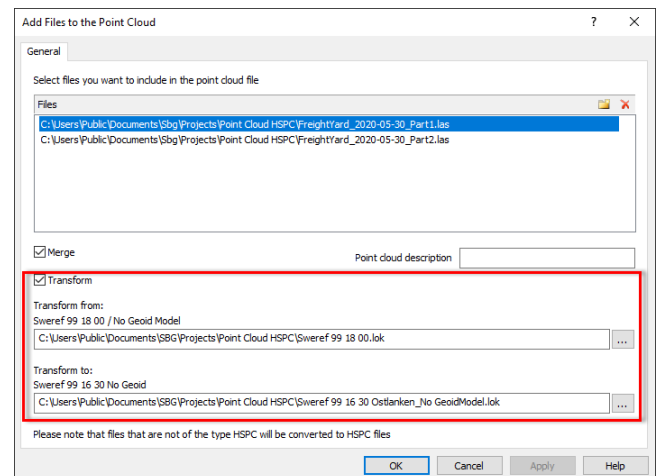 Add Files to the Point Cloud
?
General
Select files you want to include in the point cloud file
Files
C:\Users\Public\Documents\Sbg\Projects\Point Cloud HSPC\FreightYard_2020-05-30_Part1.las
C:\Users\Public\Documents\Sbg\Projects\Point Cloud HSPC\FreightYard_2020-05-30_Part2.las
Merge
Point cloud description
Transform
Transform from:
Sweref 99 18 00 / No Geoid Model
C:\Users\Public\Documents\SBG\Projects\Point Cloud HSPC\Sweref 99 18 00.lok
...
Transform to:
Sweref 99 16 30 No Geoid
C:\Users\Public\Documents\SBG\Projects\Point Cloud HSPC\Sweref 99 16 30 Ostlanken_No GeoidModel.lok
...
Please note that files that are not of the type HSPC will be converted to HSPC files
OK Cancel Apply Help